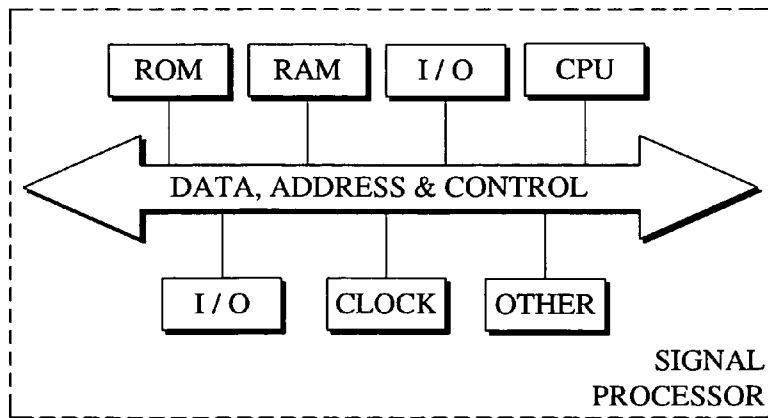 ROM RAM I / O CPU
DATA, ADDRESS & CONTROL
I / O CLOCK OTHER
SIGNAL
PROCESSOR